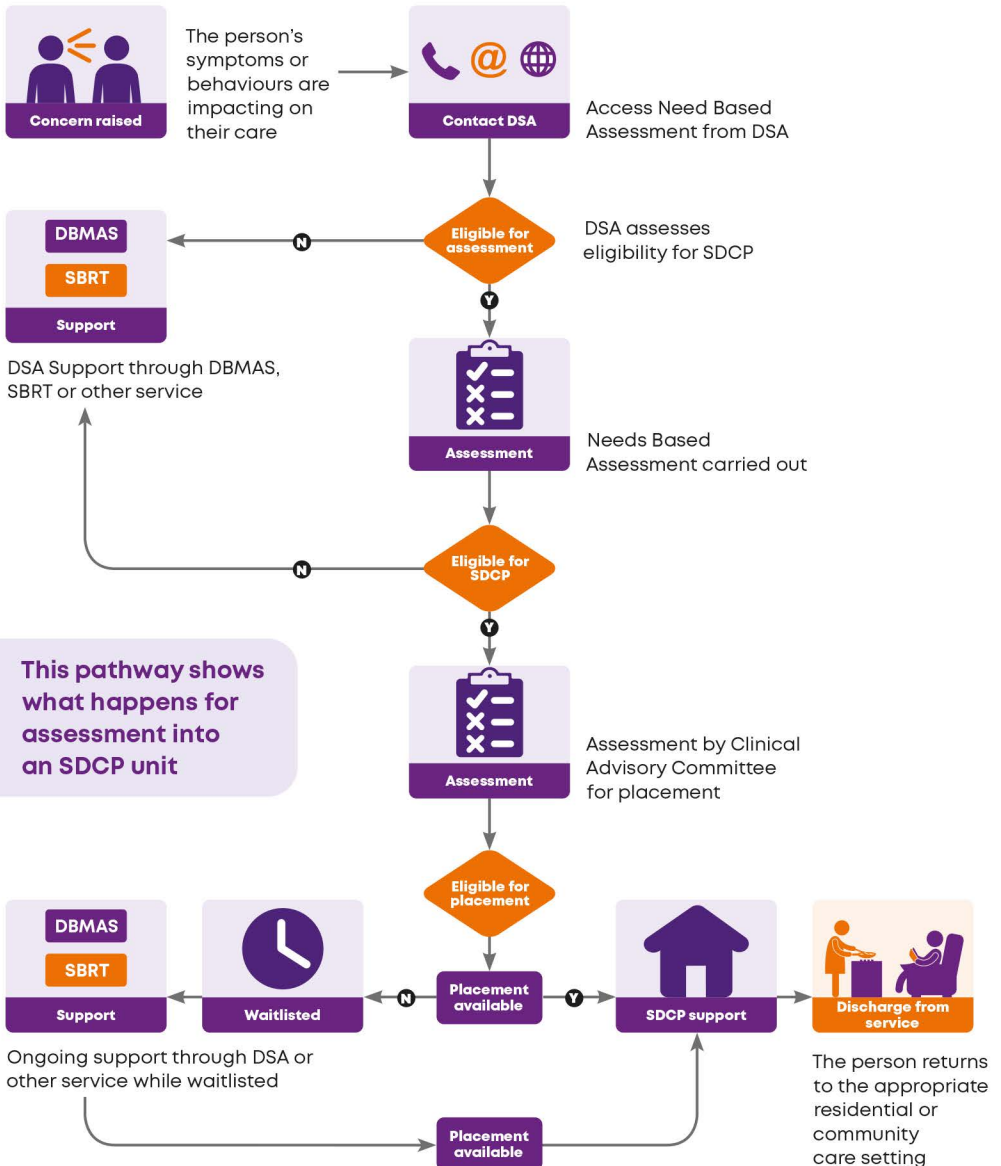 Concern raised
The person's
symptoms or
behaviours are
impacting on
their care
@
Contact DSA
Access Need Based
Assessment from DSA
Eligible for
assessment
DSA assesses
eligibility for SDCP
N
Y
DBMAS
SBRT
Support
DSA Support through DBMAS,
SBRT or other service
Assessment
Needs Based
Assessment carried out
Eligible for
SDCP
N
Y
This pathway shows
what happens for
assessment into
an SDCP unit
Assessment
Assessment by Clinical
Advisory Committee
for placement
Eligible for
placement
DBMAS
SBRT
Support
Waitlisted
N
Placement
available
Y
SDCP support
Discharge from
service
Ongoing support through DSA or
other service while waitlisted
The person returns
to the appropriate
residential or
community
care setting
Placement
available